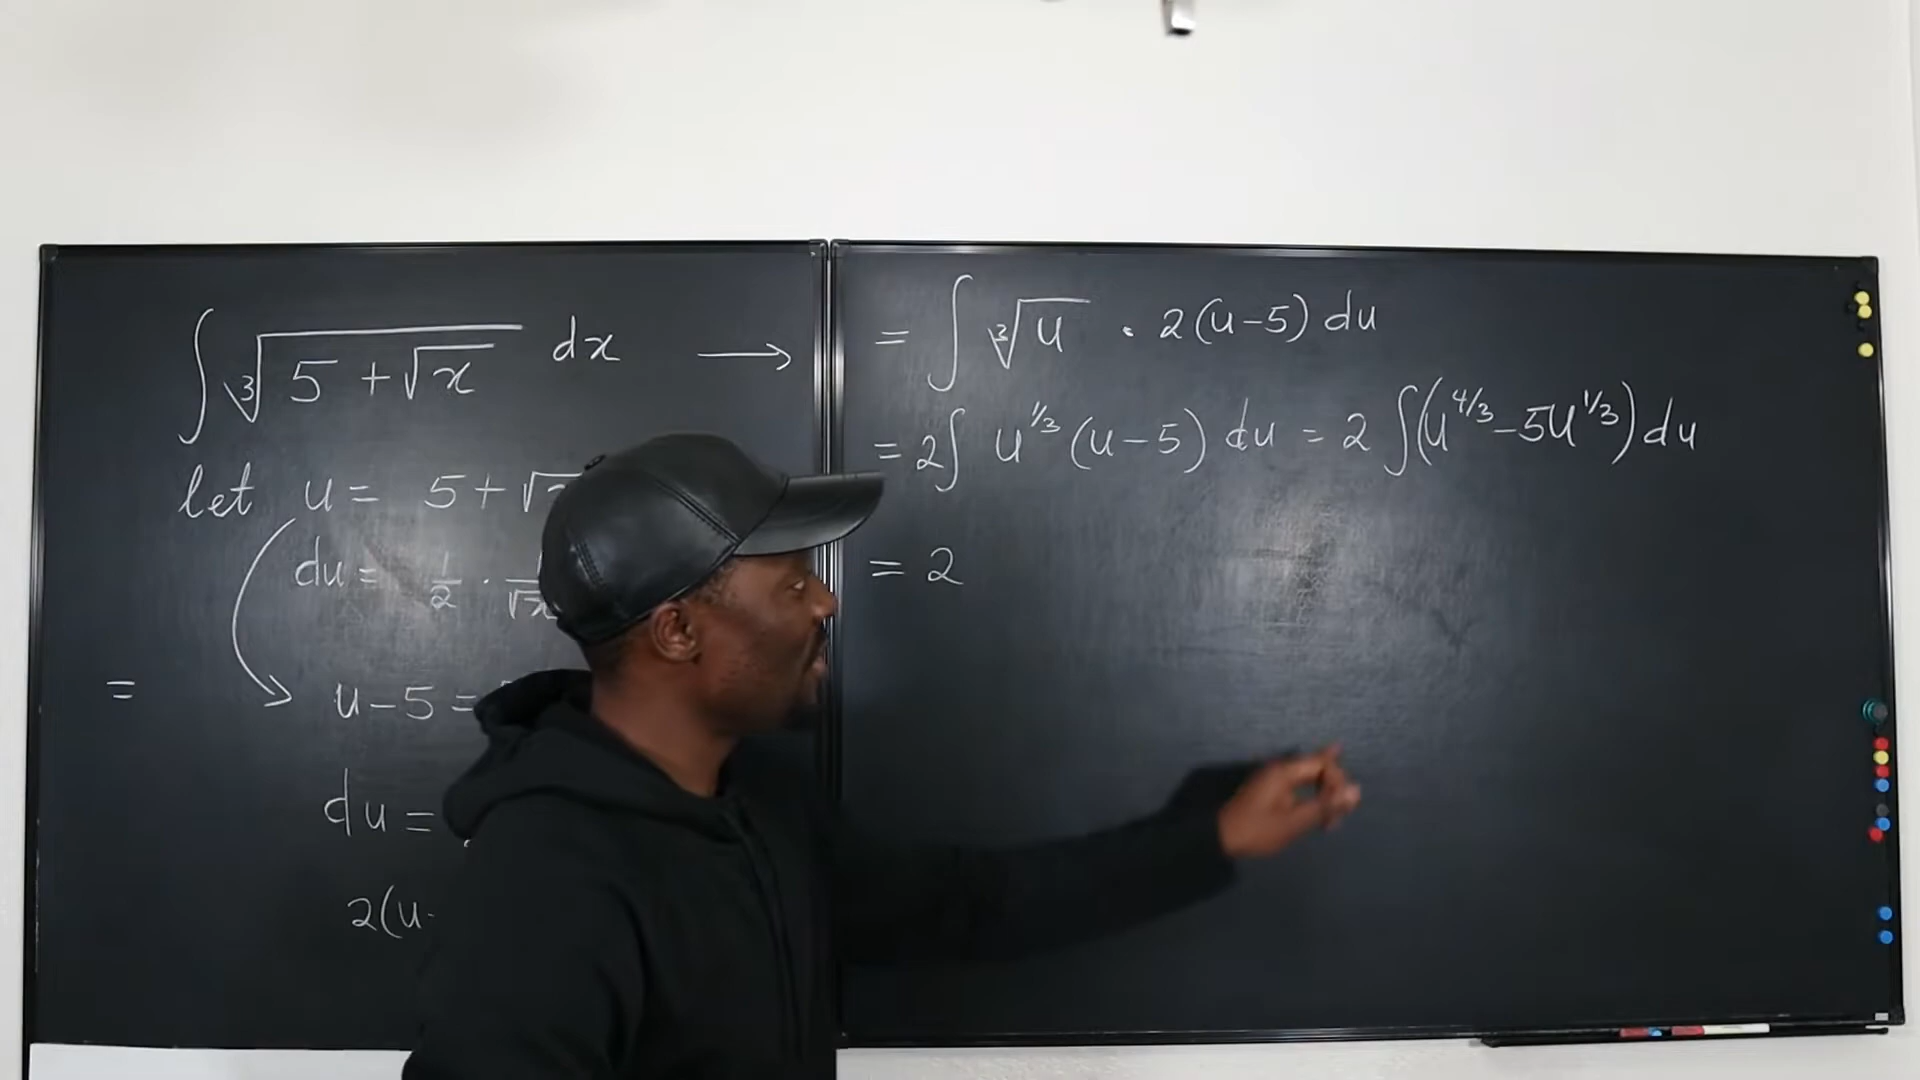 ∫ ∛(5 + √x) dx →
let u = 5 + √
du = 1/2 · 1/√x
= u - 5 =
du =
2(u-
= ∫ ∛u · 2(u-5) du
= 2∫ u^1/3 (u-5) du = 2 ∫(u^4/3 - 5u^1/3) du
= 2